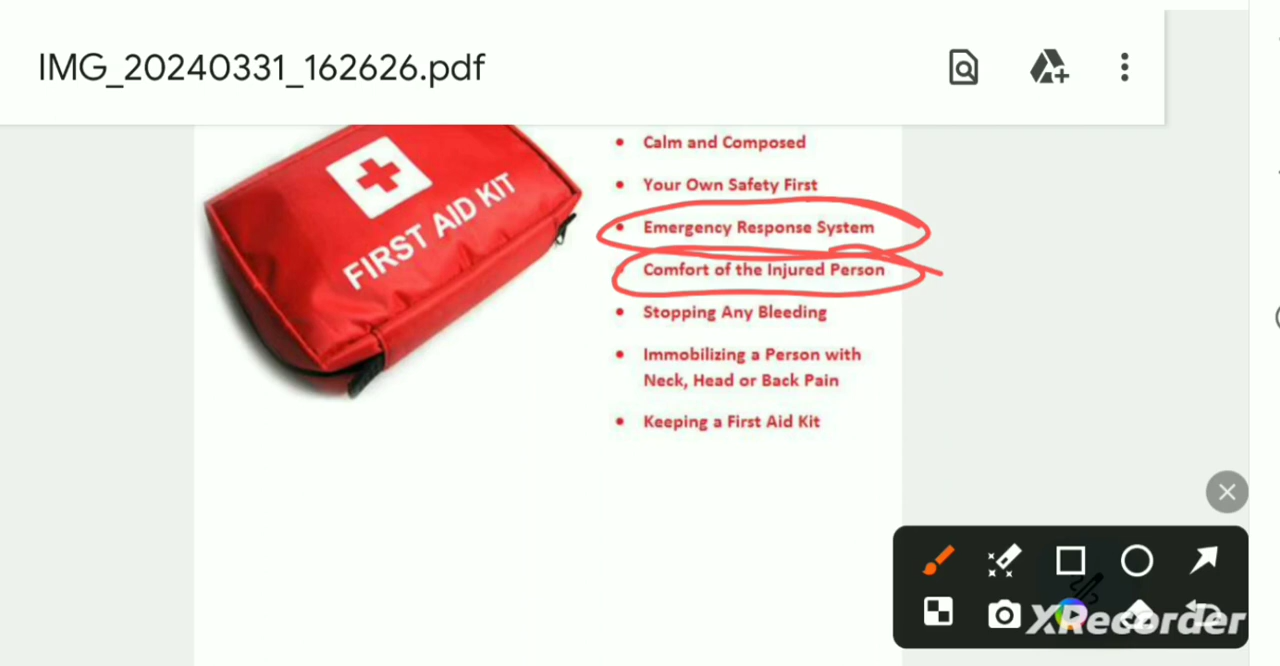 IMG_20240331_162626.pdf
FIRST AID KIT
• Calm and Composed
• Your Own Safety First
• Emergency Response System
• Comfort of the Injured Person
• Stopping Any Bleeding
• Immobilizing a Person with
Neck, Head or Back Pain
• Keeping a First Aid Kit
XRecorder